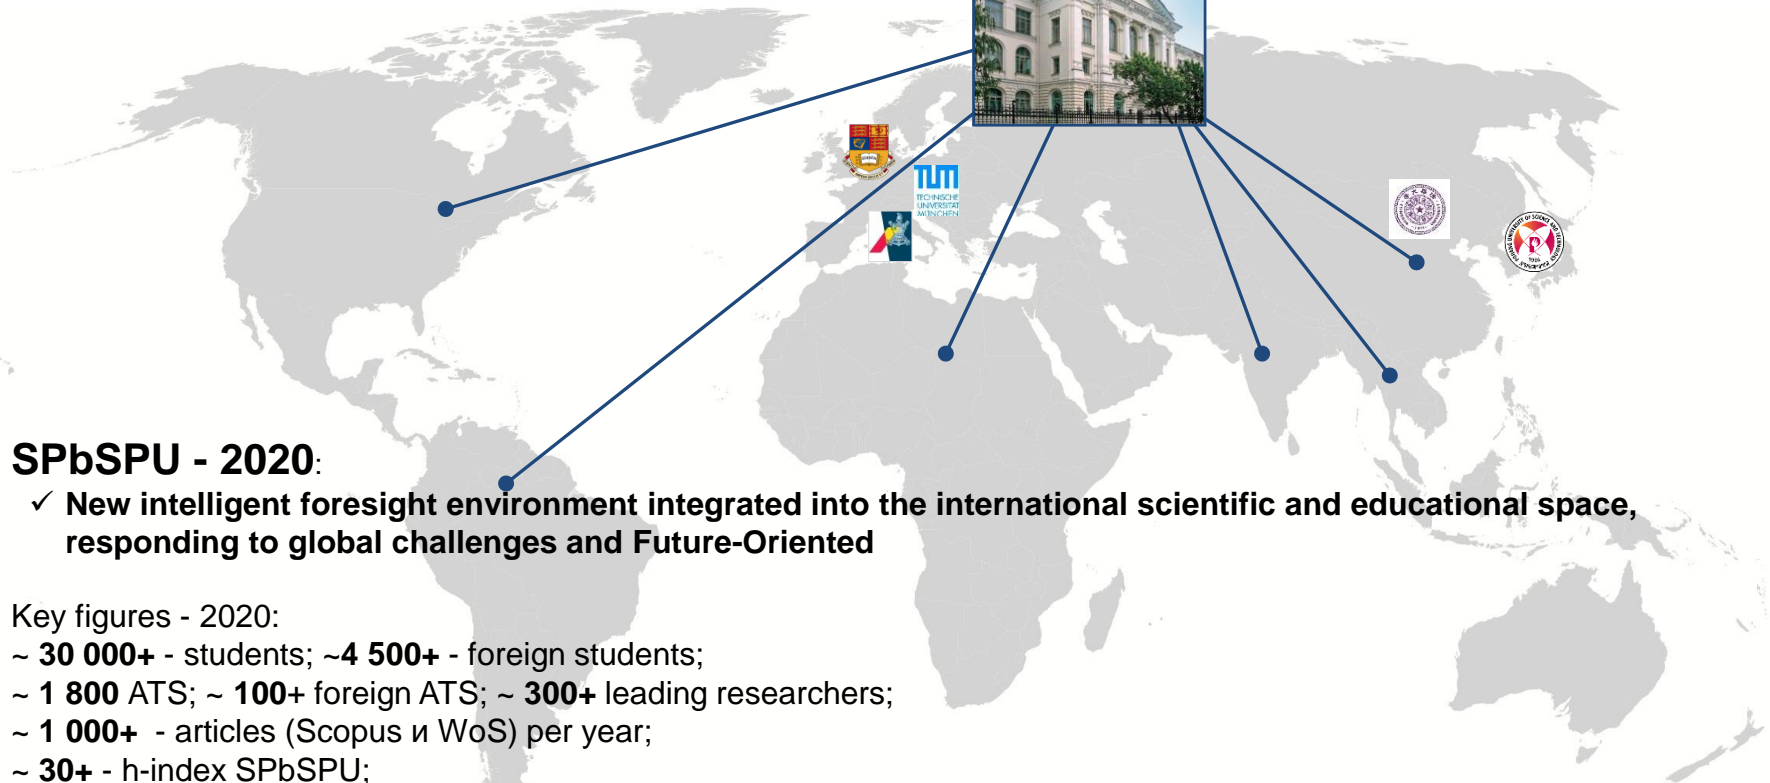 TUM
TECHNISCHE
UNIVERSITÄT
MÜNCHEN
SPbSPU - 2020:
✓ New intelligent foresight environment integrated into the international scientific and educational space,
responding to global challenges and Future-Oriented
Key figures - 2020:
~ 30 000+ - students; ~4 500+ - foreign students;
~ 1 800 ATS; ~ 100+ foreign ATS; ~ 300+ leading researchers;
~ 1 000+ - articles (Scopus и WoS) per year;
~ 30+ - h-index SPbSPU;